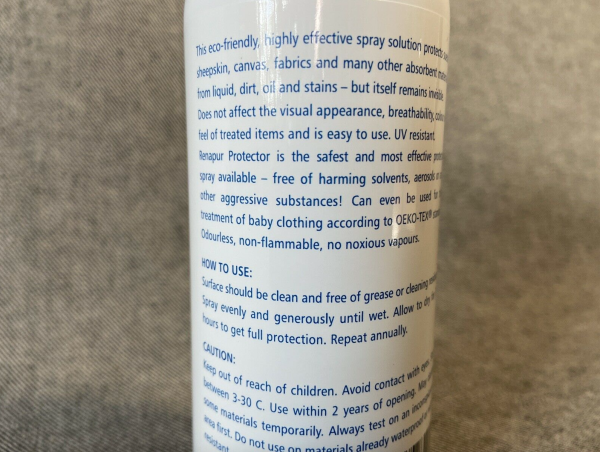 This eco-friendly, highly effective spray solution protects
sheepskin, canvas, fabrics and many other absorbent
from liquid, dirt, oil and stains – but itself remains
Does not affect the visual appearance, breathability,
feel of treated items and is easy to use. UV resistant.
Renapur Protector is the safest and most effective
spray available – free of harming solvents, aerosols
other aggressive substances! Can even be used
treatment of baby clothing according to OEKO-TEX®
Odourless, non-flammable, no noxious vapours.
HOW TO USE:
Surface should be clean and free of grease or cleaning
Spray evenly and generously until wet. Allow to dry
hours to get full protection. Repeat annually.
CAUTION:
Keep out of reach of children. Avoid contact with eyes.
between 3-30 C. Use within 2 years of opening. May
some materials temporarily. Always test on an
area first. Do not use on materials already waterproof
resistant.